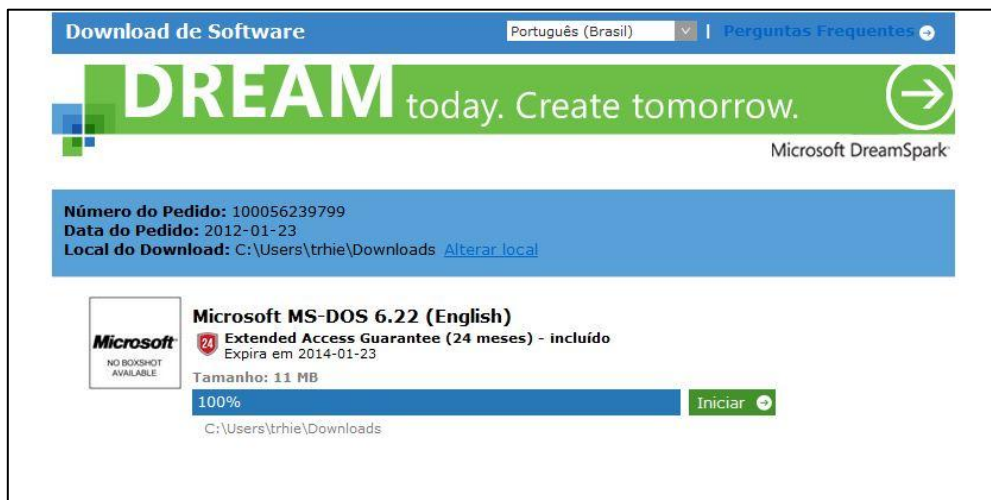 Download de Software
Português (Brasil)
| Perguntas Frequentes
DREAM today. Create tomorrow.
Microsoft DreamSpark
Número do Pedido: 100056239799
Data do Pedido: 2012-01-23
Local do Download: C:\Users\trhie\Downloads Alterar local
Microsoft
NO BOXSHOT
AVAILABLE
Microsoft MS-DOS 6.22 (English)
24 Extended Access Guarantee (24 meses) - incluído
Expira em 2014-01-23
Tamanho: 11 MB
100%
Iniciar
C:\Users\trhie\Downloads